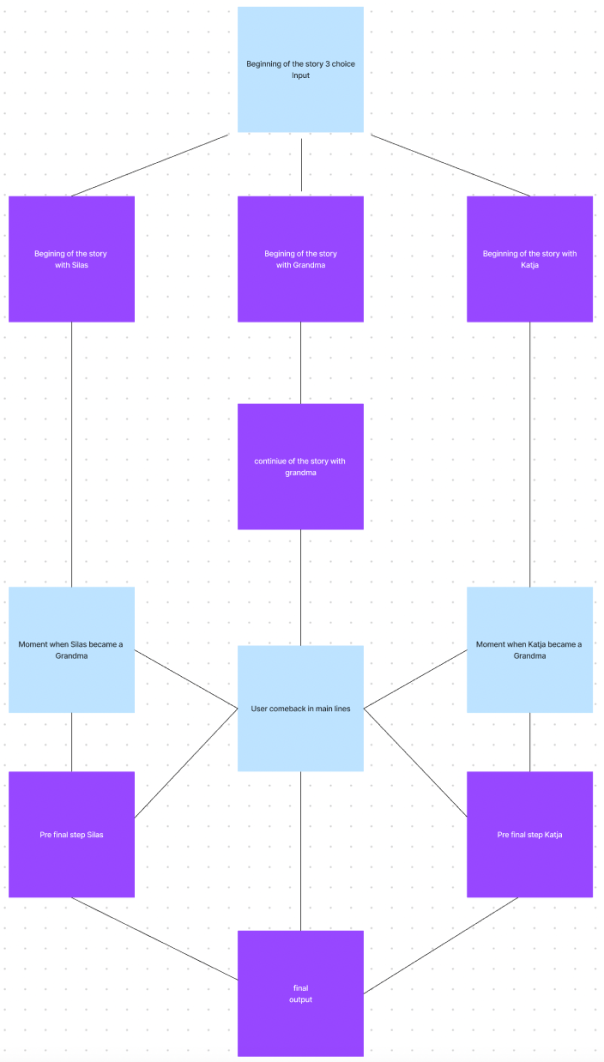 Beginning of the story 3 choice
input
Begining of the story
with Silas
Begining of the story
with Grandma
Beginning of the story with
Katja
continiue of the story with
grandma
Moment when Silas became a
Grandma
Moment when Katja became a
Grandma
User comeback in main lines
Pre final step Silas
Pre final step Katja
final
output